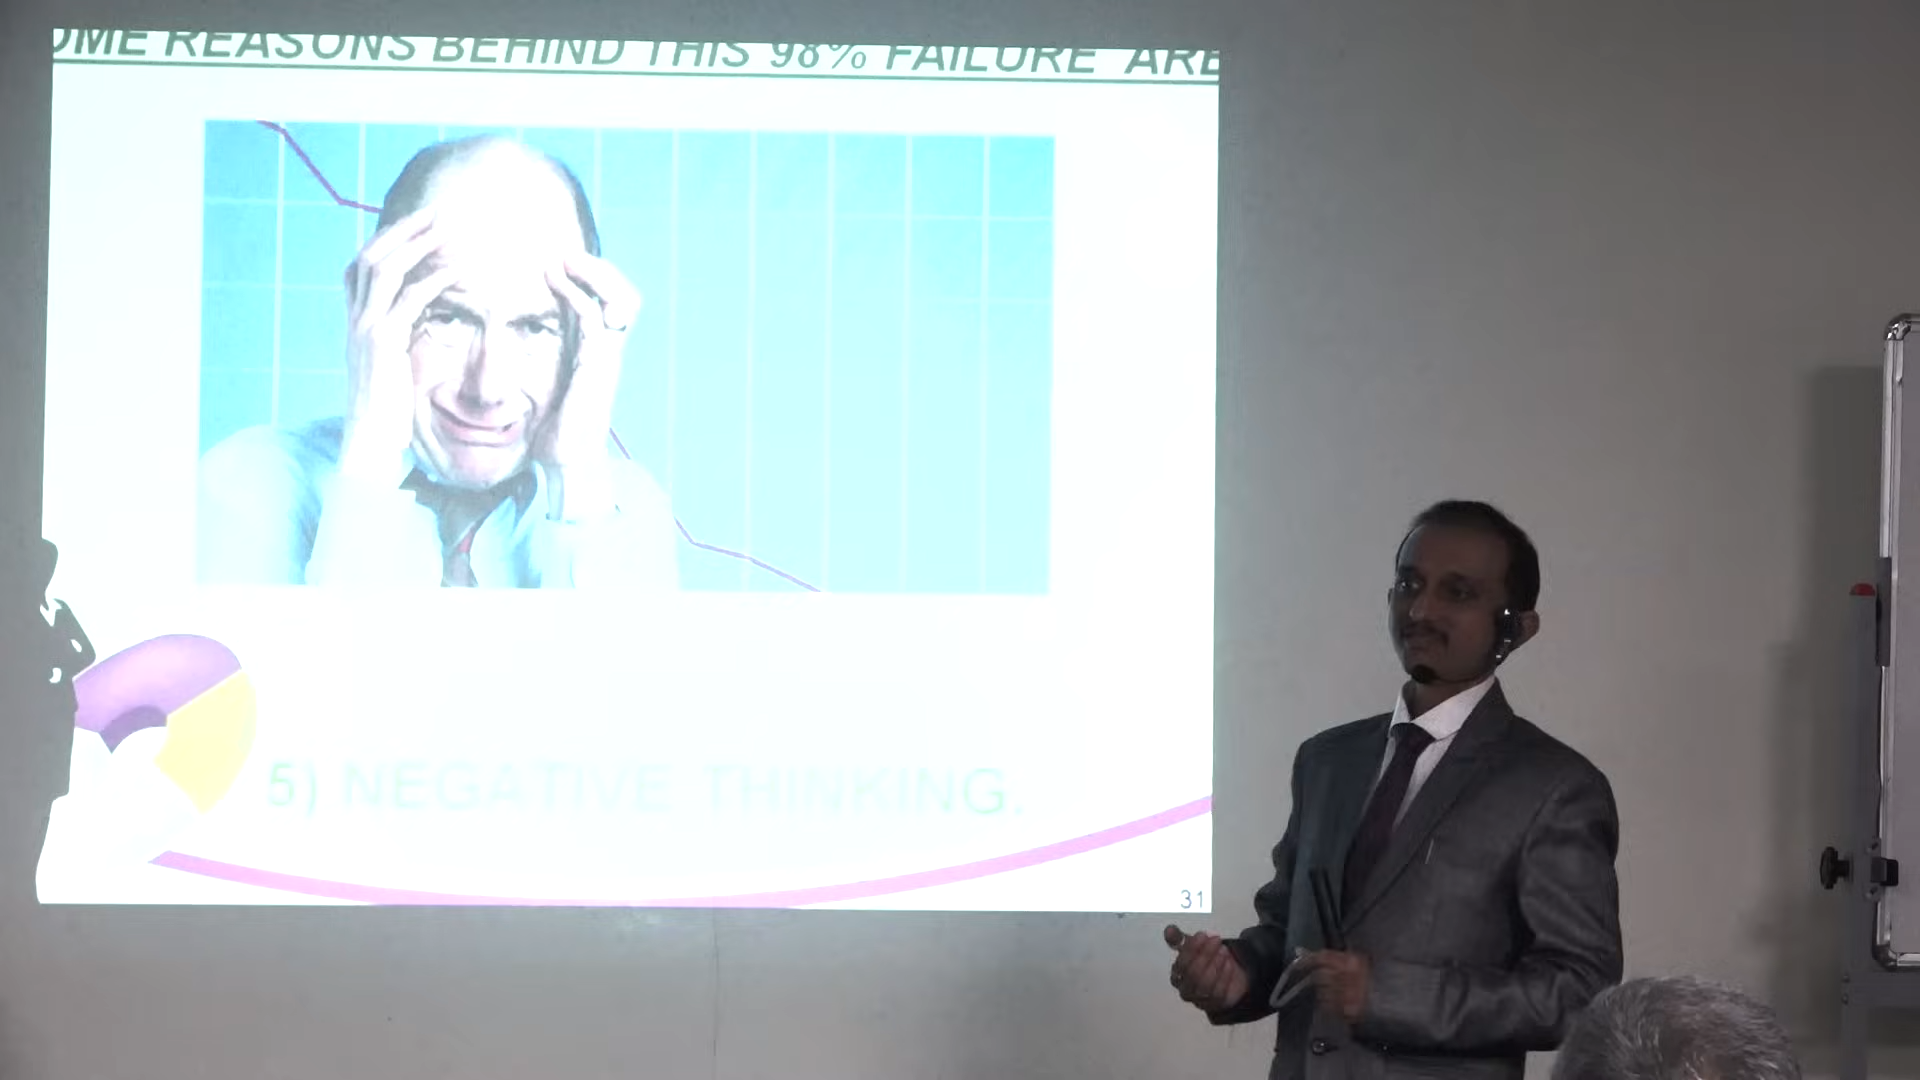 OME REASONS BEHIND THIS 98% FAILURE ARE
5) NEGATIVE THINKING.
31